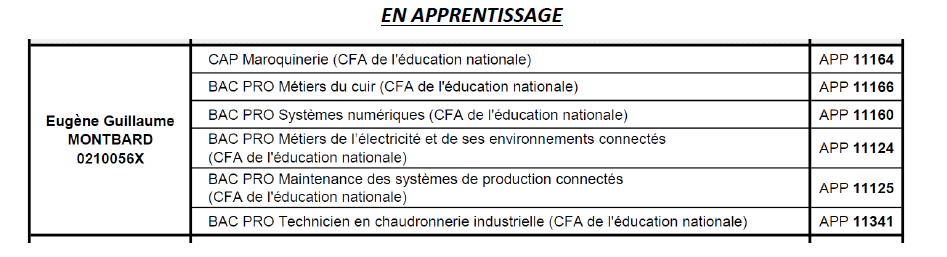 EN APPRENTISSAGE
Eugène Guillaume
MONTBARD
0210056X
CAP Maroquinerie (CFA de l'éducation nationale) APP 11164
BAC PRO Métiers du cuir (CFA de l'éducation nationale) APP 11166
BAC PRO Systèmes numériques (CFA de l'éducation nationale) APP 11160
BAC PRO Métiers de l'électricité et de ses environnements connectés
(CFA de l'éducation nationale) APP 11124
BAC PRO Maintenance des systèmes de production connectés
(CFA de l'éducation nationale) APP 11125
BAC PRO Technicien en chaudronnerie industrielle (CFA de l'éducation nationale) APP 11341